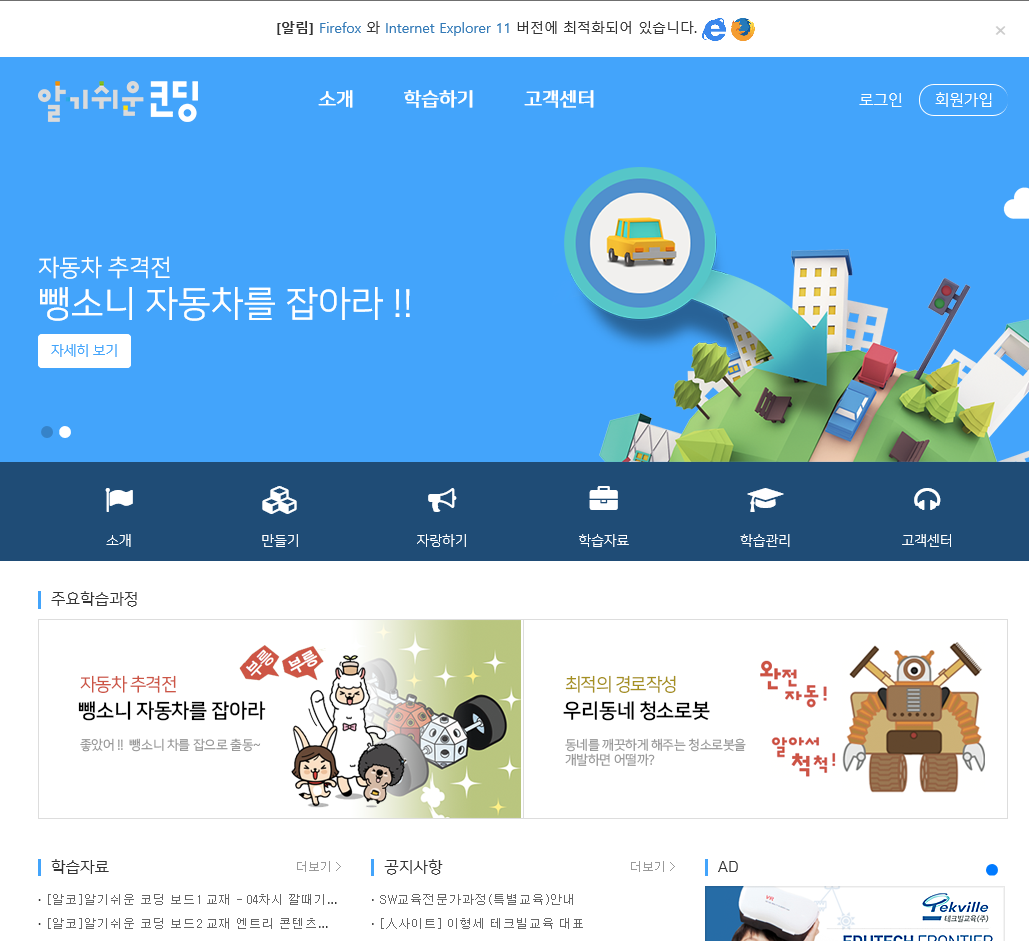 [알림] Firefox 와 Internet Explorer 11 버전에 최적화되어 있습니다.
알기쉬운 코딩
소개 학습하기 고객센터 로그인 회원가입
자동차 추격전
뺑소니 자동차를 잡아라 !!
자세히 보기
소개 만들기 자랑하기 학습자료 학습관리 고객센터
주요학습과정
부릉 부릉
자동차 추격전
뺑소니 자동차를 잡아라
좋았어 !! 뺑소니 차를 잡으로 출동~
최적의 경로작성
우리동네 청소로봇
동네를 깨끗하게 해주는 청소로봇을
개발하면 어떨까?
완전
자동!
알아서
척척!
학습자료 더보기
· [알코]알기쉬운 코딩 보드1 교재 - 04차시 깔때기...
· [알코]알기쉬운 코딩 보드2 교재 엔트리 콘텐츠...
공지사항 더보기
· SW교육전문가과정(특별교육)안내
· [人사이트] 이형세 테크빌교육 대표
AD
Tekville
테크빌교육(주)
EDUTECH FRONTIER